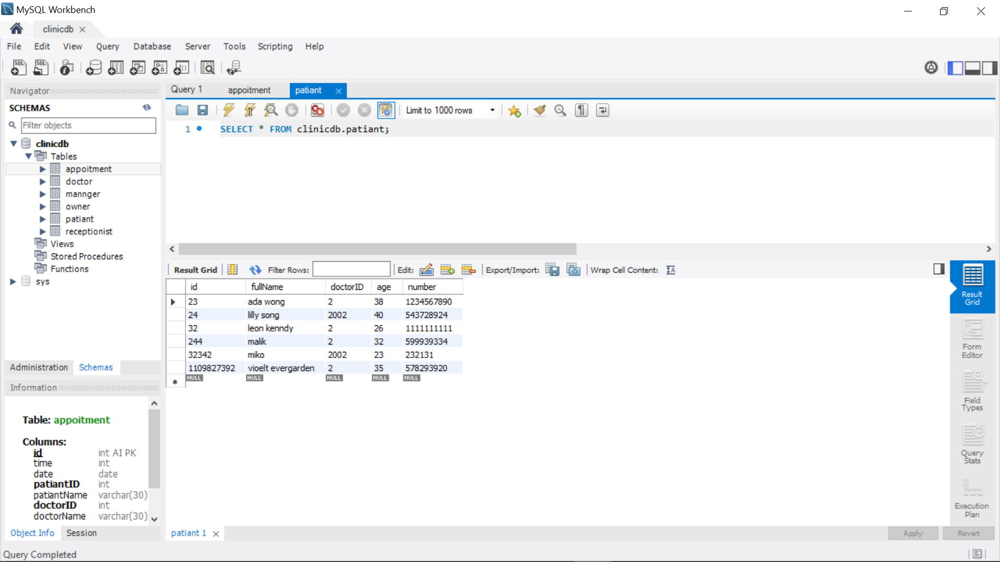 MySQL Workbench
clinicdb
File Edit View Query Database Server Tools Scripting Help
Navigator
SCHEMAS
Filter objects
clinicdb
Tables
appoitment
doctor
mannger
owner
patiant
receptionist
Views
Stored Procedures
Functions
sys
Administration Schemas
Information
Table: appoitment
Columns:
id int AI PK
time int
date date
patiantID int
patiantName varchar(30)
doctorID int
doctorName varchar(30)
Object Info Session
Query Completed
Query 1 appoitment patiant
Limit to 1000 rows
1 SELECT * FROM clinicdb.patiant;
Result Grid Filter Rows: Edit: Export/Import: Wrap Cell Content:
id fullName doctorID age number
23 ada wong 2 38 1234567890
24 lilly song 2002 40 543728924
32 leon kenndy 2 26 1111111111
244 malik 2 32 599939334
32342 miko 2002 23 232131
1109827392 vioelt evergarden 2 35 578293920
NULL NULL NULL NULL NULL
Result
Grid
Form
Editor
Field
Types
Query
Stats
Execution
Plan
patiant 1
Apply Revert